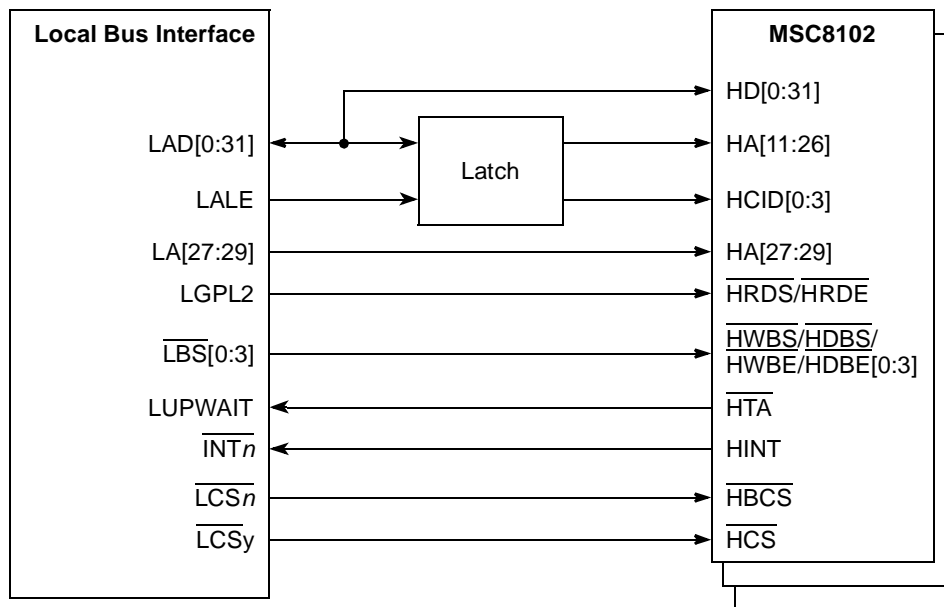 Local Bus Interface
MSC8102
HD[0:31]
LAD[0:31]
HA[11:26]
Latch
LALE
HCID[0:3]
LA[27:29]
HA[27:29]
LGPL2
HRDS/HRDE
LBS[0:3]
HWBS/HDBS/
HWBE/HDBE[0:3]
LUPWAIT
HTA
INTn
HINT
LCSn
HBCS
LCSy
HCS